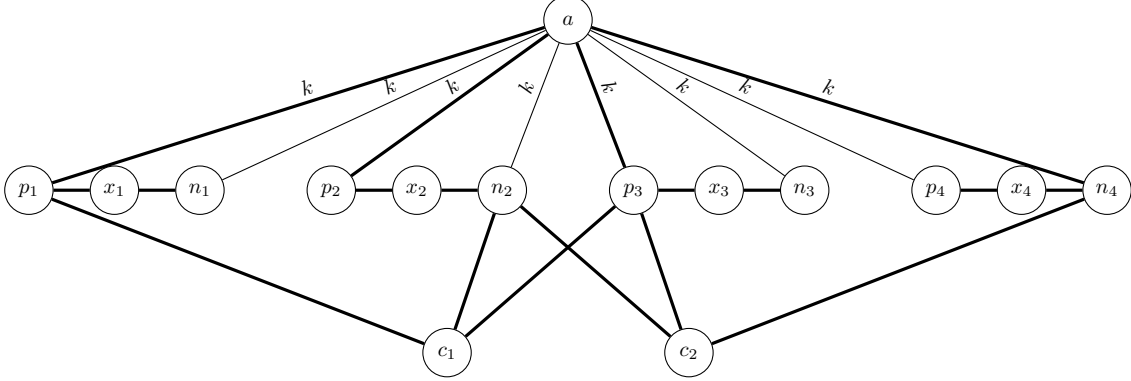 a
k k k k k k k k
p₁ x₁ n₁ p₂ x₂ n₂ p₃ x₃ n₃ p₄ x₄ n₄
c₁ c₂